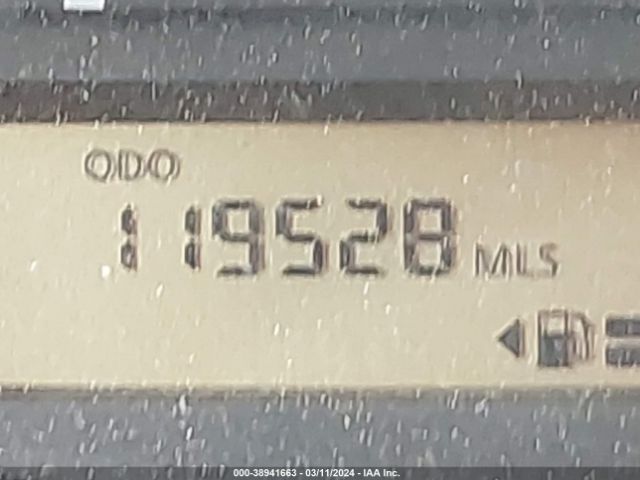 ODO
119528 MLS
000-38941663 - 03/11/2024 - IAA Inc.